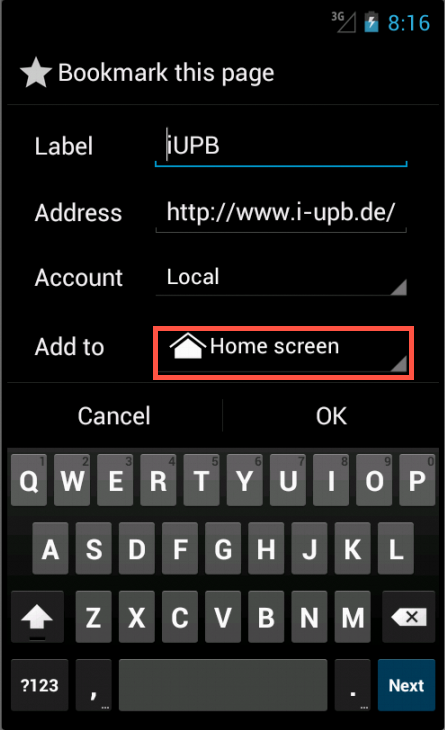 3G 8:16
Bookmark this page
Label iUPB
Address http://www.i-upb.de/
Account Local
Add to Home screen
Cancel OK
1 2 3 4 5 6 7 8 9 0
Q W E R T Y U I O P
A S D F G H J K L
Z X C V B N M
?123 , ... . ... Next